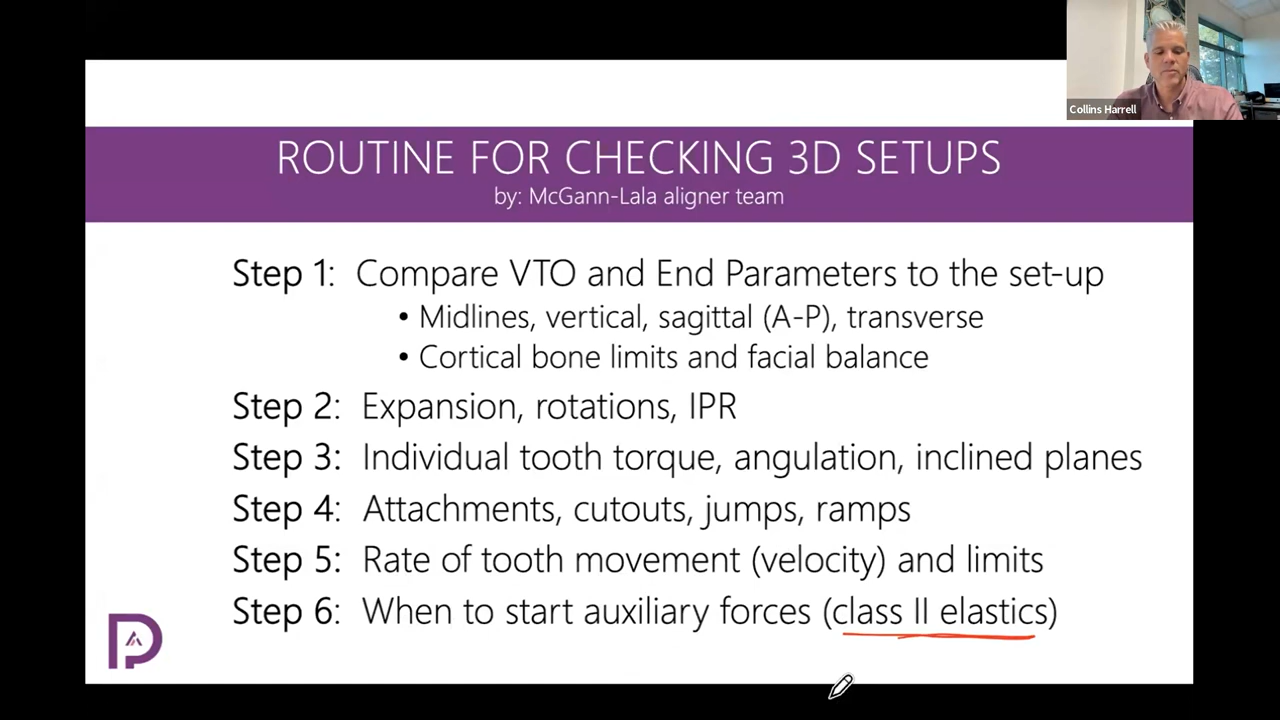 Collins Harrell
ROUTINE FOR CHECKING 3D SETUPS
by: McGann-Lala aligner team
Step 1: Compare VTO and End Parameters to the set-up
• Midlines, vertical, sagittal (A-P), transverse
• Cortical bone limits and facial balance
Step 2: Expansion, rotations, IPR
Step 3: Individual tooth torque, angulation, inclined planes
Step 4: Attachments, cutouts, jumps, ramps
Step 5: Rate of tooth movement (velocity) and limits
Step 6: When to start auxiliary forces (class II elastics)